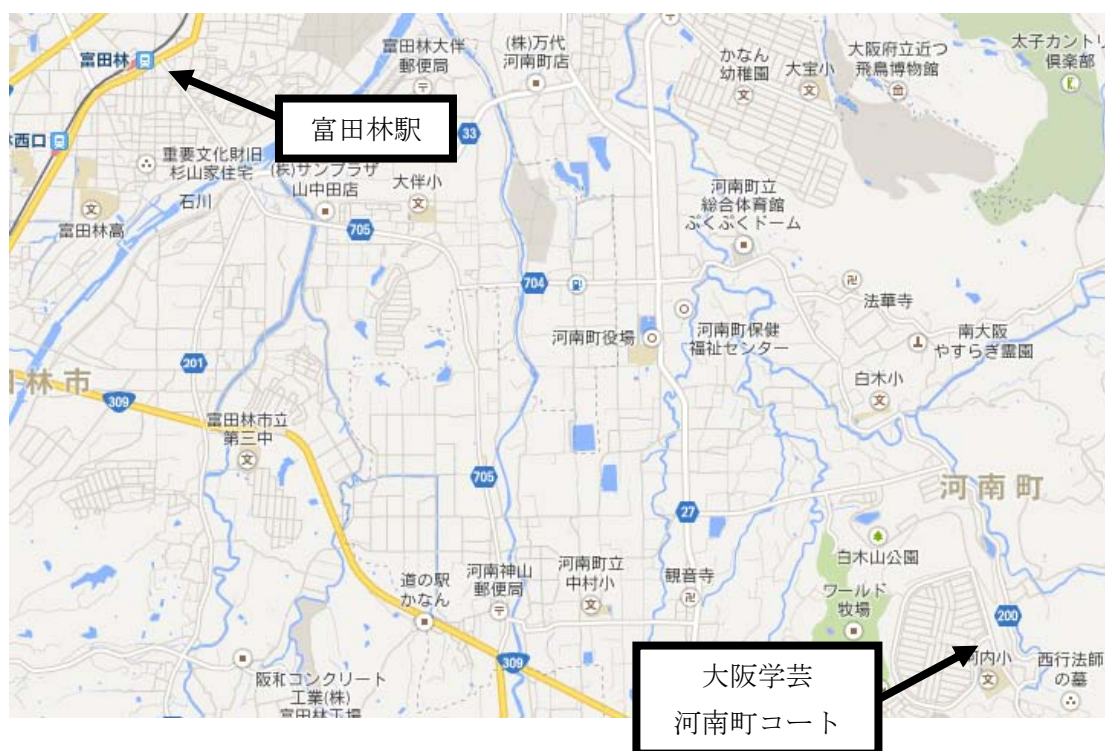 富田林
富田林大伴
郵便局
(株)万代
河南町店
かなん
幼稚園
大宝小
大阪府立近つ
飛鳥博物館
太子カントリ
倶楽部
富田林駅
33
林西口
重要文化財旧
杉山家住宅
(株)サンプラザ
山中田店
大伴小
石川
富田林高
705
河南町立
総合体育館
ぷくぷくドーム
704
法華寺
河南町役場
河南町保健
福祉センター
南大阪
やすらぎ霊園
201
田林市
309
白木小
富田林市立
第三中
705
河南町
27
白木山公園
道の駅
かなん
河南神山
郵便局
河南町立
中村小
観音寺
ワールド
牧場
200
309
大阪学芸
河南町コート
河内小
西行法師
の墓
阪和コンクリート
工業(株)
富田林工場